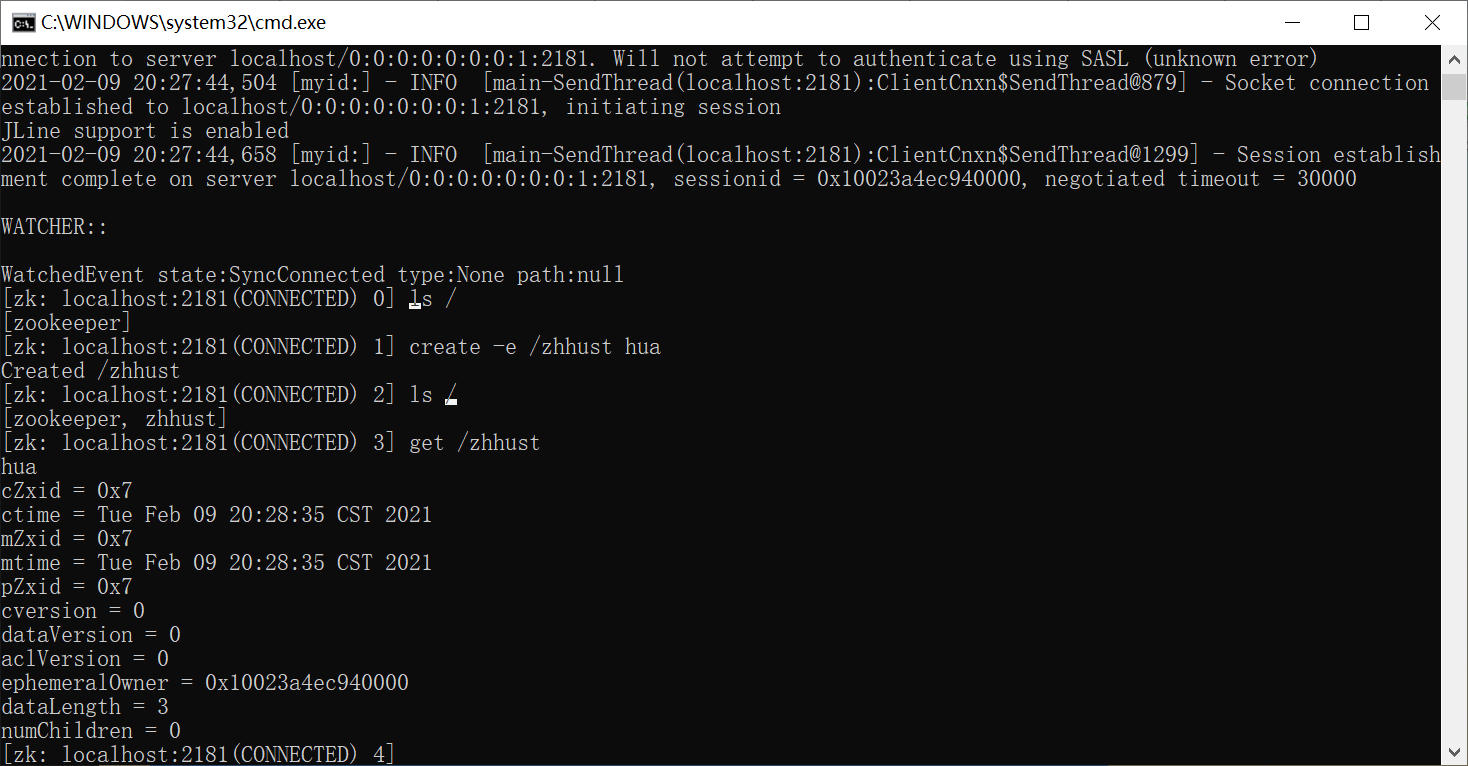 C:\WINDOWS\system32\cmd.exe
nnection to server localhost/0:0:0:0:0:0:0:1:2181. Will not attempt to authenticate using SASL (unknown error)
2021-02-09 20:27:44,504 [myid:] - INFO  [main-SendThread(localhost:2181):ClientCnxn$SendThread@879] - Socket connection
established to localhost/0:0:0:0:0:0:0:1:2181, initiating session
JLine support is enabled
2021-02-09 20:27:44,658 [myid:] - INFO  [main-SendThread(localhost:2181):ClientCnxn$SendThread@1299] - Session establish
ment complete on server localhost/0:0:0:0:0:0:0:1:2181, sessionid = 0x10023a4ec940000, negotiated timeout = 30000
WATCHER::
WatchedEvent state:SyncConnected type:None path:null
[zk: localhost:2181(CONNECTED) 0] ls /
[zookeeper]
[zk: localhost:2181(CONNECTED) 1] create -e /zhhust hua
Created /zhhust
[zk: localhost:2181(CONNECTED) 2] ls /
[zookeeper, zhhust]
[zk: localhost:2181(CONNECTED) 3] get /zhhust
hua
cZxid = 0x7
ctime = Tue Feb 09 20:28:35 CST 2021
mZxid = 0x7
mtime = Tue Feb 09 20:28:35 CST 2021
pZxid = 0x7
cversion = 0
dataVersion = 0
aclVersion = 0
ephemeralOwner = 0x10023a4ec940000
dataLength = 3
numChildren = 0
[zk: localhost:2181(CONNECTED) 4]